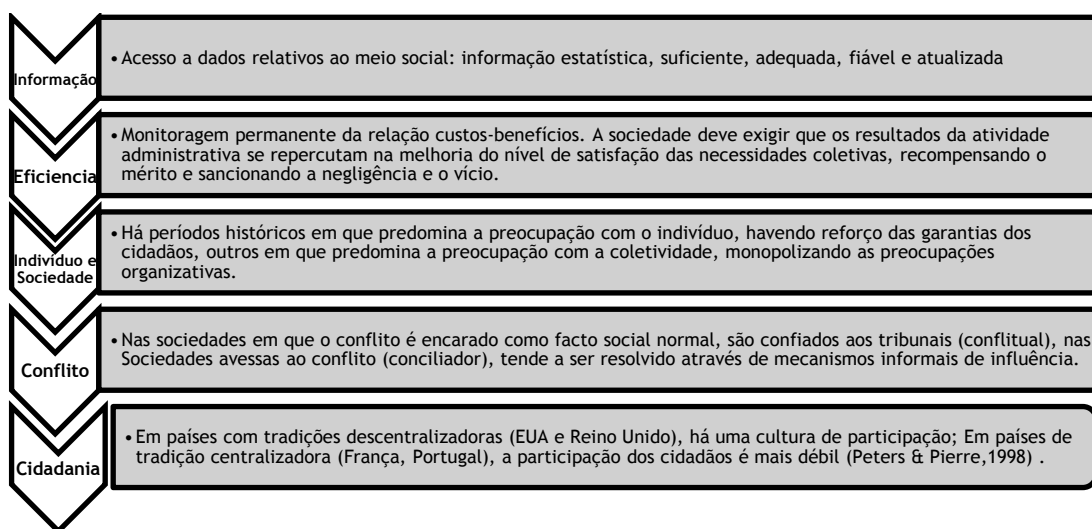 Informação
• Acesso a dados relativos ao meio social: informação estatística, suficiente, adequada, fiável e atualizada
Eficiencia
• Monitoragem permanente da relação custos-benefícios. A sociedade deve exigir que os resultados da atividade
administrativa se repercutam na melhoria do nível de satisfação das necessidades coletivas, recompensando o
mérito e sancionando a negligência e o vício.
Indivíduo e
Sociedade
• Há períodos históricos em que predomina a preocupação com o indivíduo, havendo reforço das garantias dos
cidadãos, outros em que predomina a preocupação com a coletividade, monopolizando as preocupações
organizativas.
Conflito
• Nas sociedades em que o conflito é encarado como facto social normal, são confiados aos tribunais (conflitual), nas
Sociedades avessas ao conflito (conciliador), tende a ser resolvido através de mecanismos informais de influência.
Cidadania
• Em países com tradições descentralizadoras (EUA e Reino Unido), há uma cultura de participação; Em países de
tradição centralizadora (França, Portugal), a participação dos cidadãos é mais débil (Peters & Pierre,1998) .